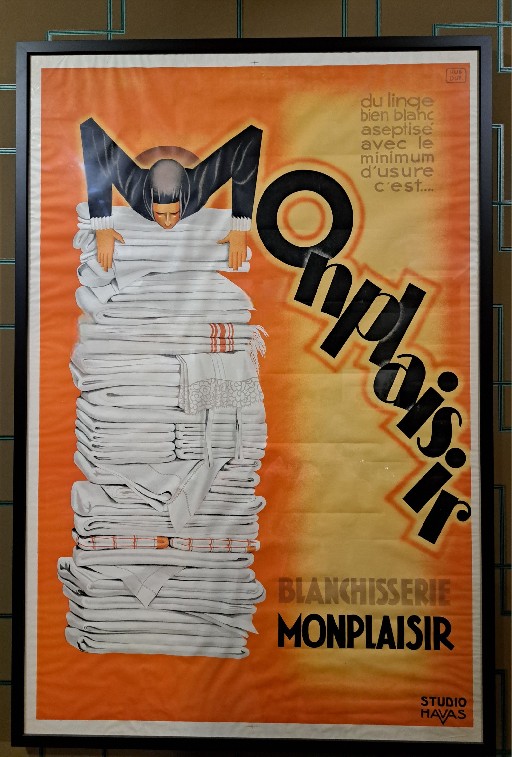 du linge
bien blanc
aseptisé
avec le
minimum
d'usure
c'est....
Monplaisir
BLANCHISSERIE
MONPLAISIR
STUDIO
HAVAS